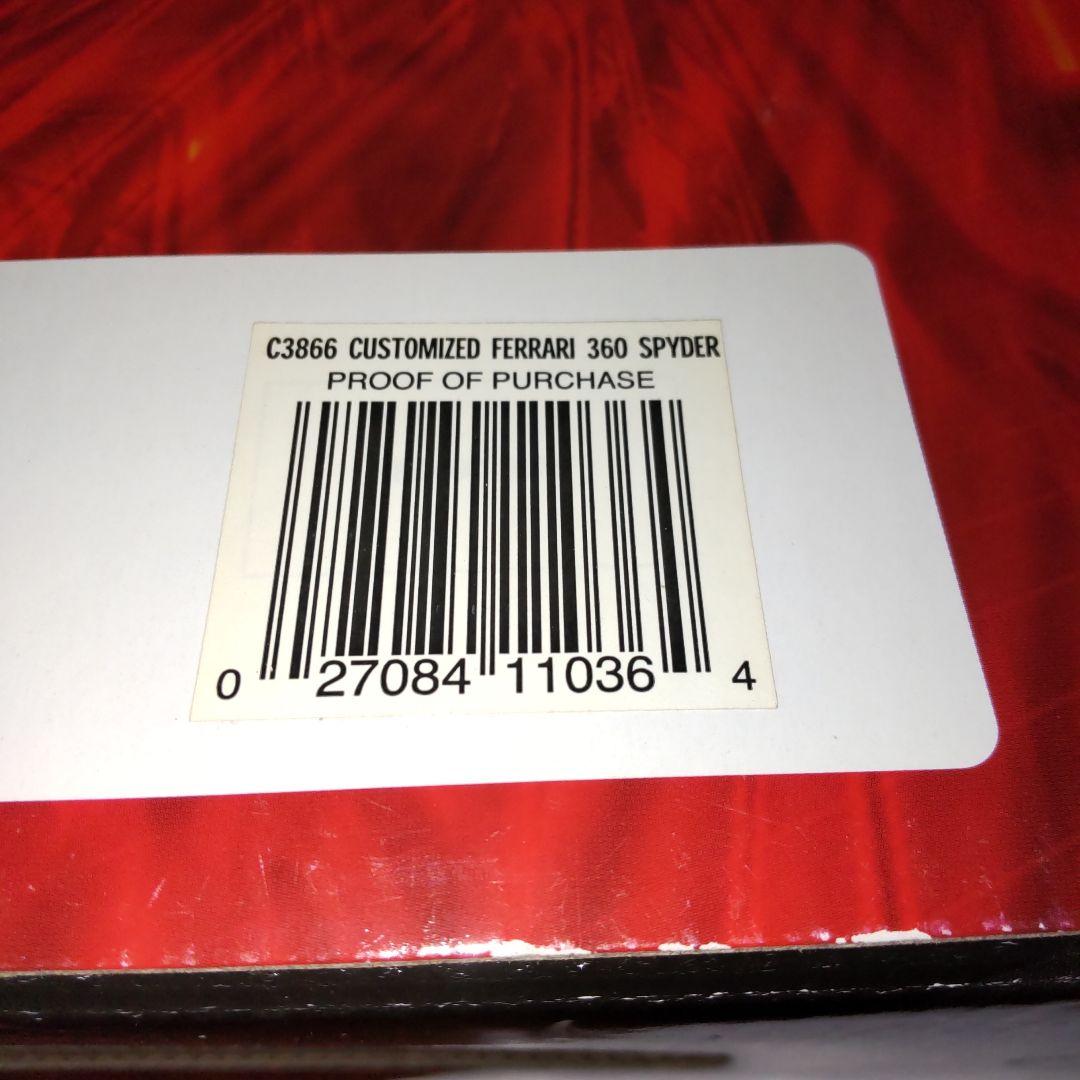 C3866 CUSTOMIZED FERRARI 360 SPYDER
PROOF OF PURCHASE
0 27084 11036 4